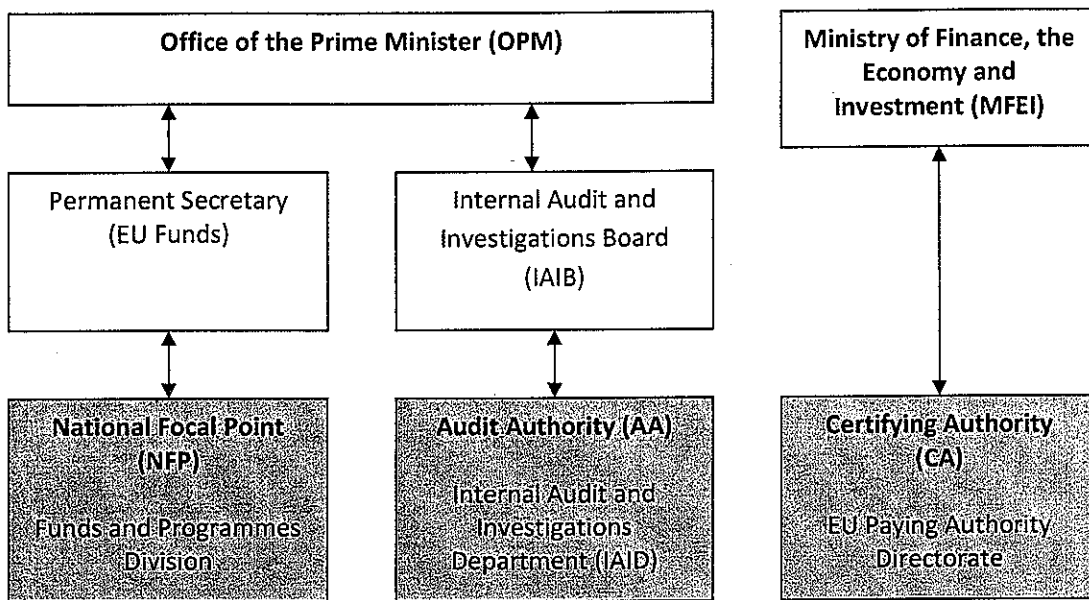 Office of the Prime Minister (OPM)
Ministry of Finance, the
Economy and
Investment (MFEI)
Permanent Secretary
(EU Funds)
Internal Audit and
Investigations Board
(IAIB)
National Focal Point
(NFP)
Funds and Programmes
Division
Audit Authority (AA)
Internal Audit and
Investigations
Department (IAID)
Certifying Authority
(CA)
EU Paying Authority
Directorate